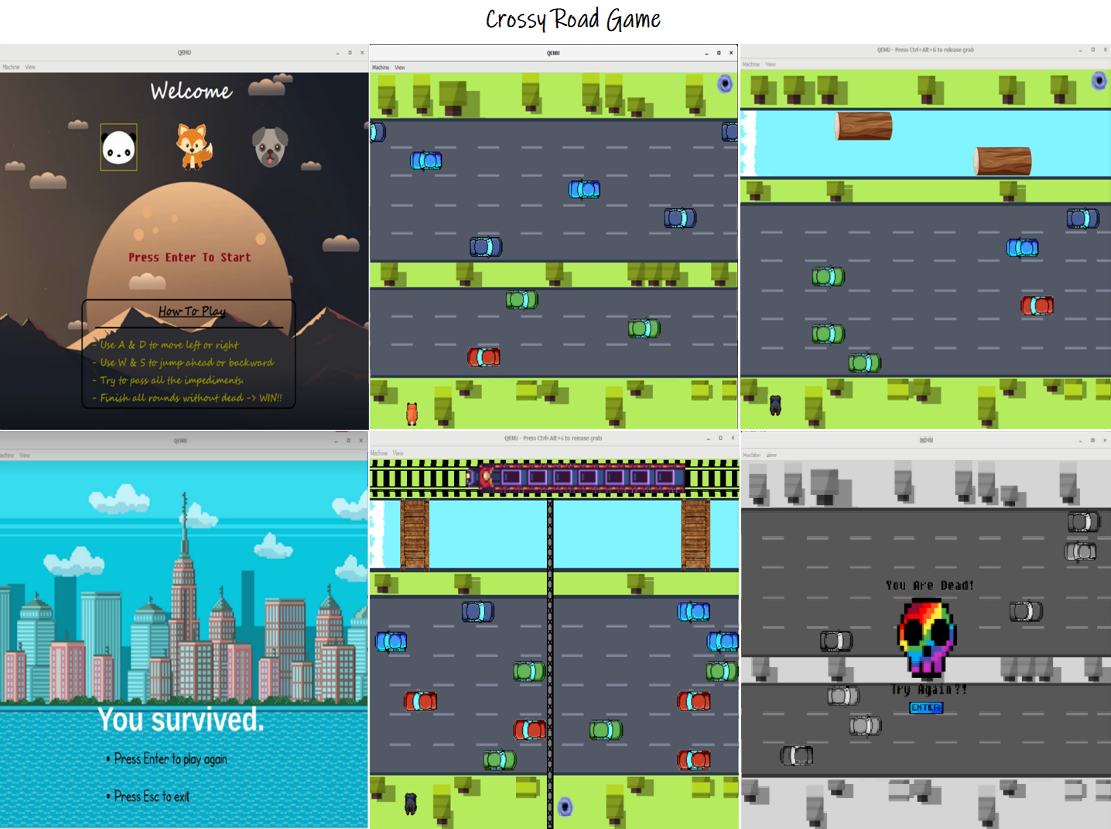 Crossy Road Game
QEMU
Machine View
Welcome
Press Enter To Start
How To Play
- Use A & D to move left or right
- Use W & S to jump ahead or backward
- Try to pass all the impediments.
- Finish all rounds without dead -> WIN!!
QEMU
Machine View
QEMU - Press Ctrl+Alt+G to release grab
Machine View
QEMU
Machine View
You survived.
• Press Enter to play again
• Press Esc to exit
QEMU - Press Ctrl+Alt+G to release grab
Machine View
QEMU
Machine View
You Are Dead!
Try Again?!
ENTER